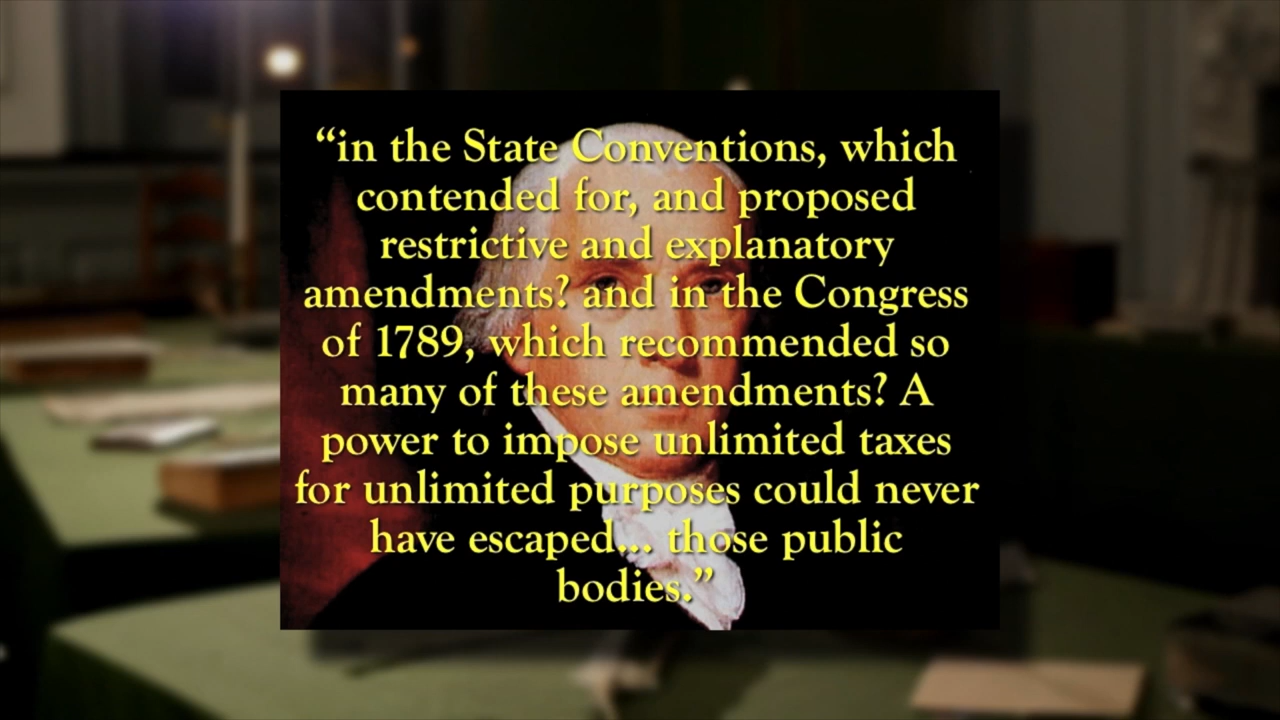 “in the State Conventions, which
contended for, and proposed
restrictive and explanatory
amendments? and in the Congress
of 1789, which recommended so
many of these amendments? A
power to impose unlimited taxes
for unlimited purposes could never
have escaped... those public
bodies.”